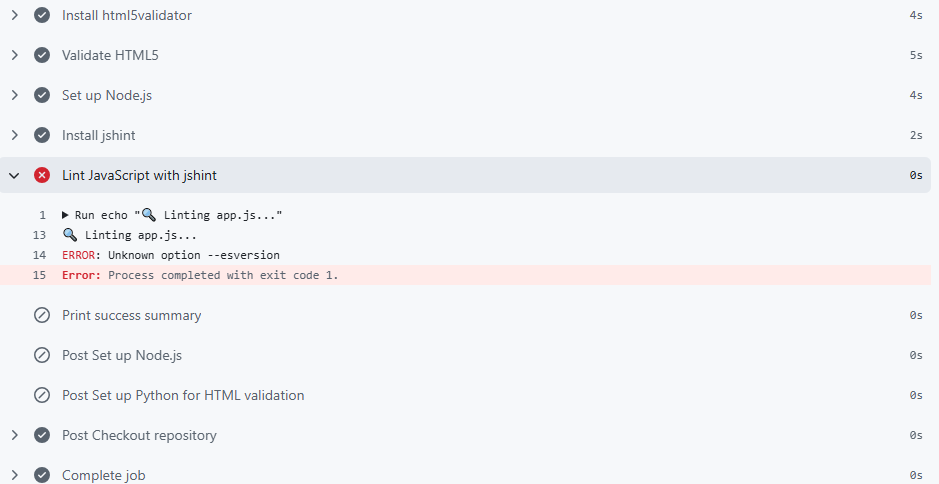 Install html5validator 4s
Validate HTML5 5s
Set up Node.js 4s
Install jshint 2s
Lint JavaScript with jshint 0s
1 Run echo "🔍 Linting app.js..."
13 🔍 Linting app.js...
14 ERROR: Unknown option --esversion
15 Error: Process completed with exit code 1.
Print success summary 0s
Post Set up Node.js 0s
Post Set up Python for HTML validation 0s
Post Checkout repository 0s
Complete job 0s